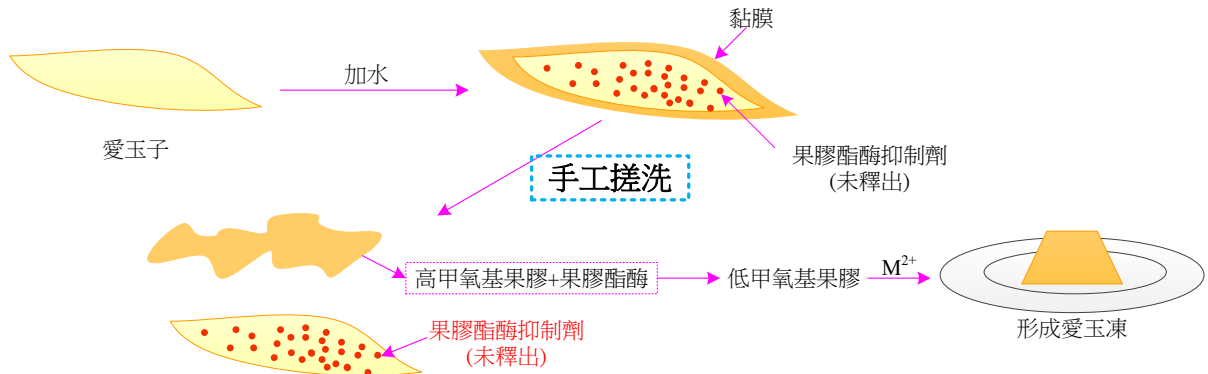 黏膜
加水
愛玉子
果膠酯酶抑制劑
(未釋出)
手工搓洗
高甲氧基果膠+果膠酯酶
低甲氧基果膠
M²⁺
形成愛玉凍
果膠酯酶抑制劑
(未釋出)